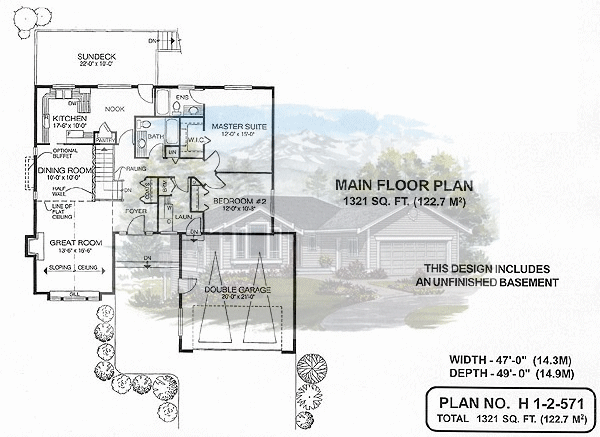 SUNDECK
22'-0" x 10'-0"
DN
ENS
DW
NOOK
KITCHEN
17'-6" x 10'-0"
PANTRY
BATH
MASTER SUITE
12'-0" x 15'-0"
W.I.C.
LIN
OPTIONAL
BUFFET
DINING ROOM
10'-0" x 10'-0"
RAILING
HALF
WALL
DN
LINE OF
FLAT
CEILING
FOYER
LAUN
BEDROOM #2
12'-0" x 10'-8"
GREAT ROOM
13'-6" x 16'-6"
SLOPING CEILING
SILL
DN
DOUBLE GARAGE
20'-0" x 21'-0"
MAIN FLOOR PLAN
1321 SQ. FT. (122.7 M²)
THIS DESIGN INCLUDES
AN UNFINISHED BASEMENT
WIDTH - 47'-0" (14.3M)
DEPTH - 49'- 0" (14.9M)
PLAN NO. H 1-2-571
TOTAL 1321 SQ. FT. (122.7 M²)